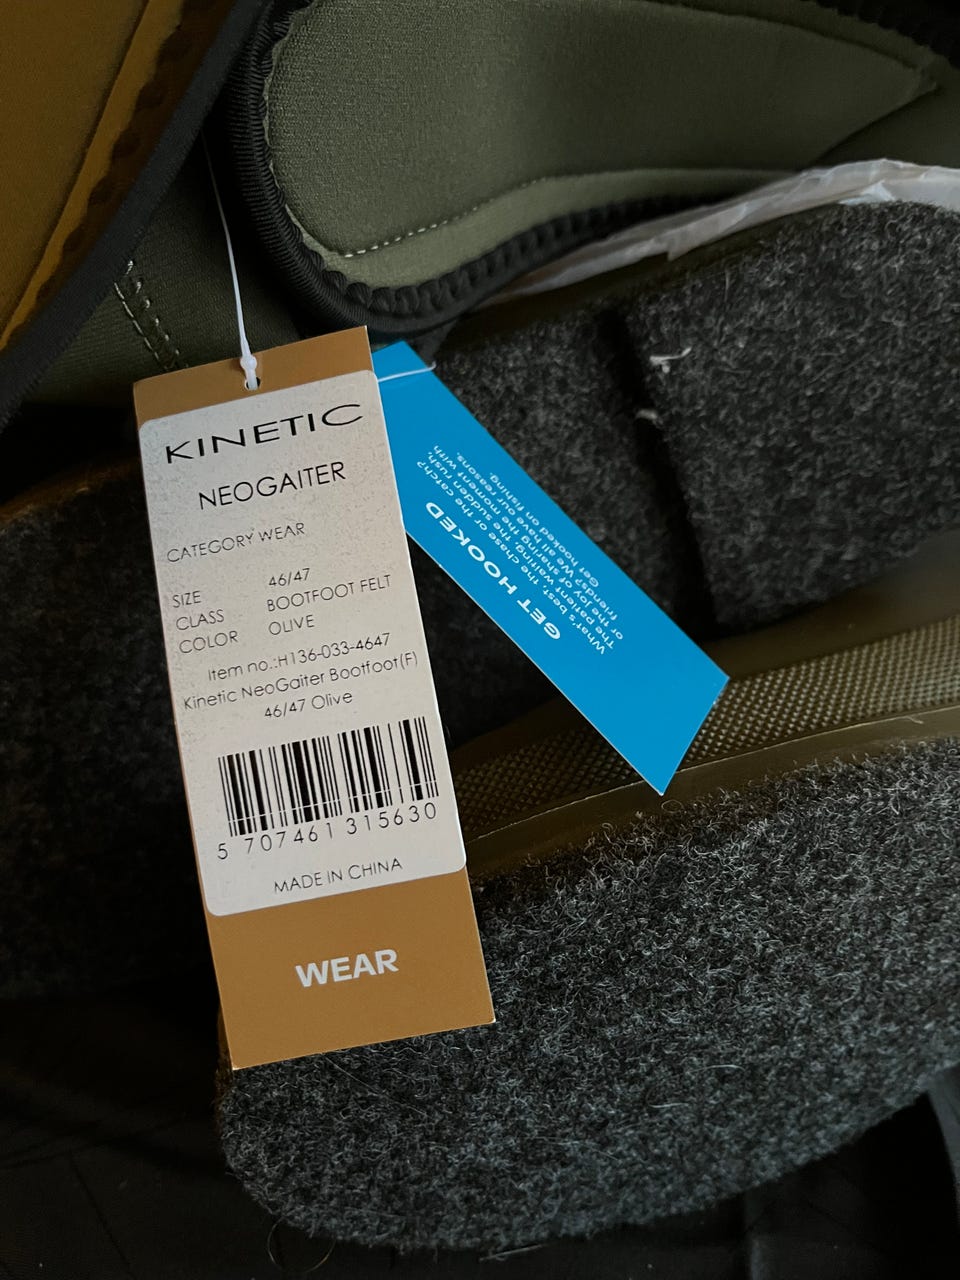 KINETIC
NEOGAITER
CATEGORY WEAR
SIZE 46/47
CLASS BOOTFOOT FELT
COLOR OLIVE
Item no.:H136-033-4647
Kinetic NeoGaiter Bootfoot(F)
46/47 Olive
5 707461 315630
MADE IN CHINA
WEAR
GET HOOKED
What's best the chase or the catch?
The patient waiting, the sudden rush,
or the joy of sharing the moment with
friends? We all have our reasons.
Get hooked on fishing.